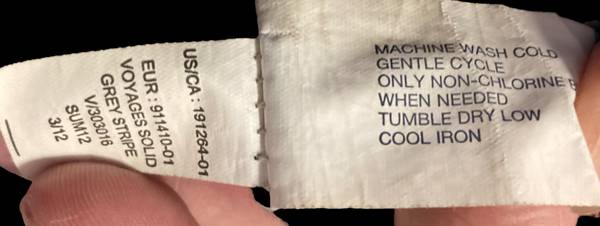 US/CA : 191264-01
EUR : 911410-01
VOYAGES SOLID
GREY STRIPE
V/303016
SUM12
3/12
MACHINE WASH COLD
GENTLE CYCLE
ONLY NON-CHLORINE
WHEN NEEDED
TUMBLE DRY LOW
COOL IRON